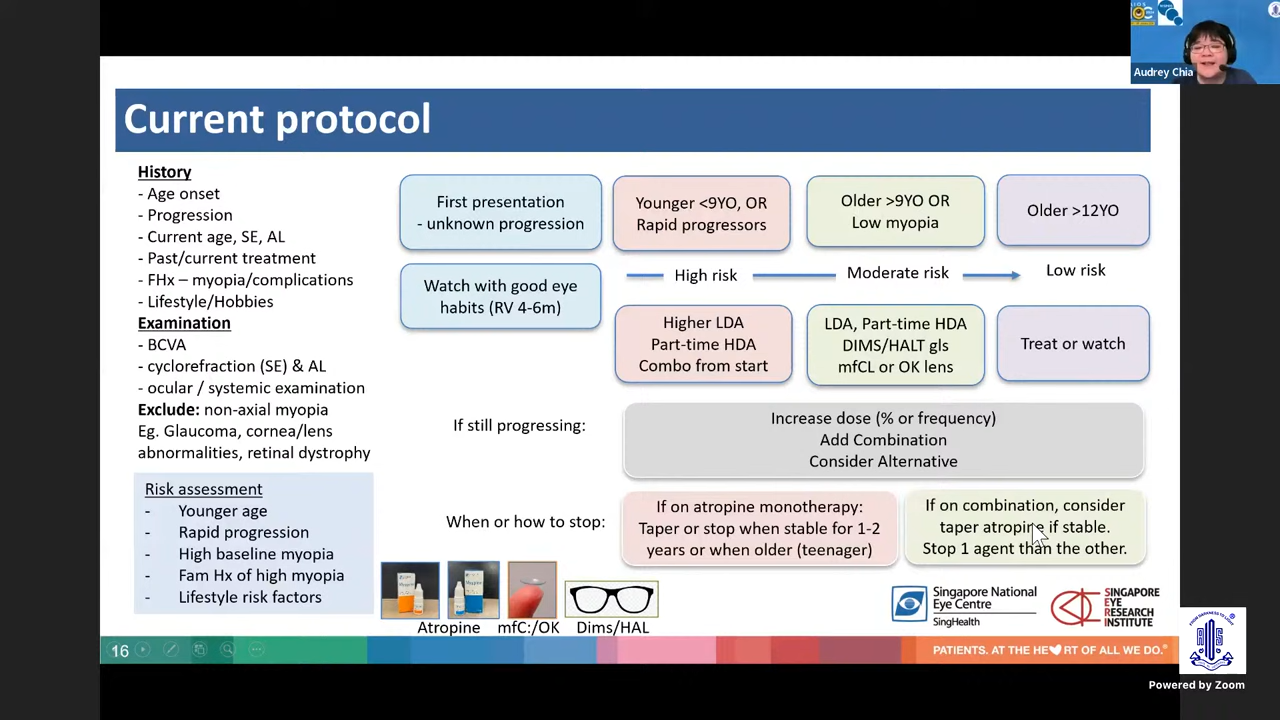 Audrey Chia
Current protocol
History
- Age onset
- Progression
- Current age, SE, AL
- Past/current treatment
- FHx – myopia/complications
- Lifestyle/Hobbies
Examination
- BCVA
- cyclorefraction (SE) & AL
- ocular / systemic examination
Exclude: non-axial myopia
Eg. Glaucoma, cornea/lens
abnormalities, retinal dystrophy
Risk assessment
- Younger age
- Rapid progression
- High baseline myopia
- Fam Hx of high myopia
- Lifestyle risk factors
First presentation
- unknown progression
Watch with good eye
habits (RV 4-6m)
Younger <9YO, OR
Rapid progressors
Older >9YO OR
Low myopia
Older >12YO
High risk
Moderate risk
Low risk
Higher LDA
Part-time HDA
Combo from start
LDA, Part-time HDA
DIMS/HALT gls
mfCL or OK lens
Treat or watch
If still progressing:
Increase dose (% or frequency)
Add Combination
Consider Alternative
When or how to stop:
If on atropine monotherapy:
Taper or stop when stable for 1-2
years or when older (teenager)
If on combination, consider
taper atropine if stable.
Stop 1 agent than the other.
Atropine
mfC:/OK
Dims/HAL
Singapore National
Eye Centre
SingHealth
SINGAPORE
EYE
RESEARCH
INSTITUTE
16
PATIENTS. AT THE HE RT OF ALL WE DO.®
Powered by Zoom